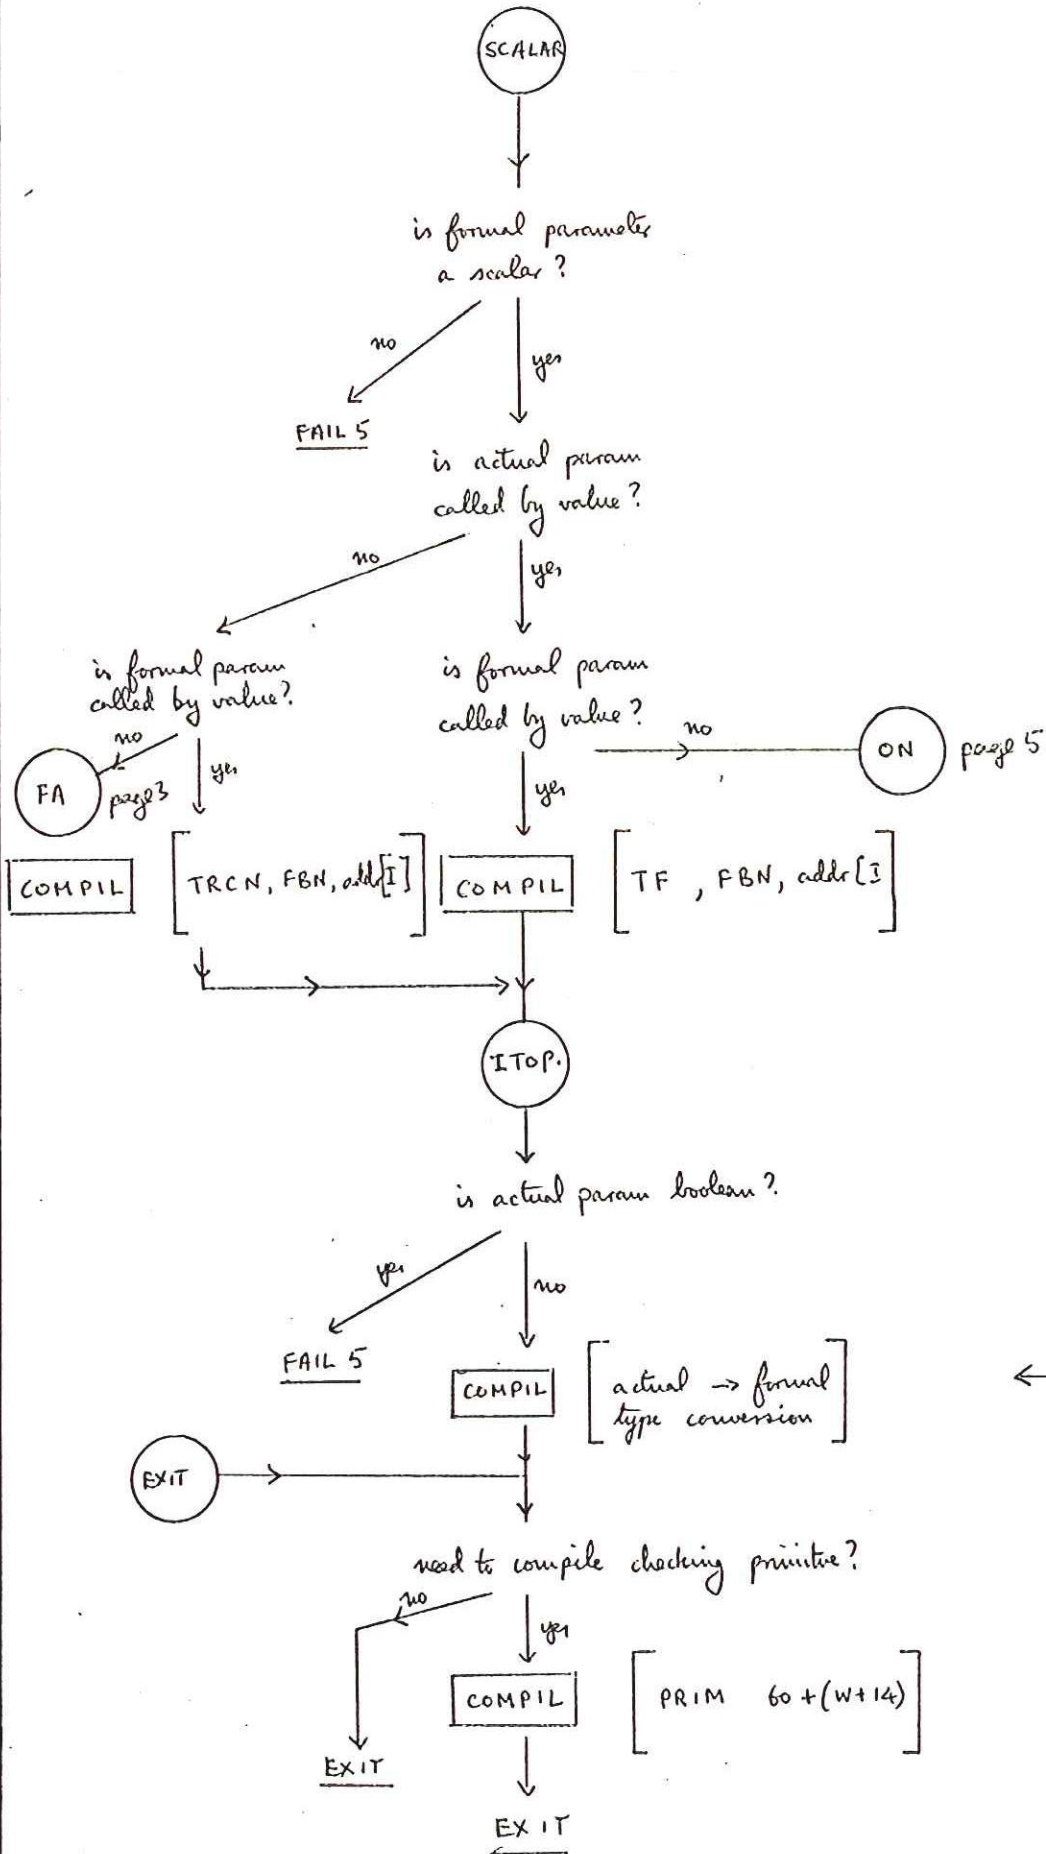 SCALAR
is formal parameter
a scalar?
no
yes
FAIL 5
is actual param
called by value?
no
yes
is formal param
called by value?
is formal param
called by value?
no
yes
no
ON
page 5
FA
page 3
yes
COMPIL
[TRCN, FBN, addr[I]]
COMPIL
[TF , FBN, addr[I]
ITOP.
is actual param boolean?
yes
no
FAIL 5
COMPIL
[actual → formal
type conversion]
←
EXIT
need to compile checking primitive?
no
yes
COMPIL
[PRIM 60+(W+14)]
EXIT
EXIT